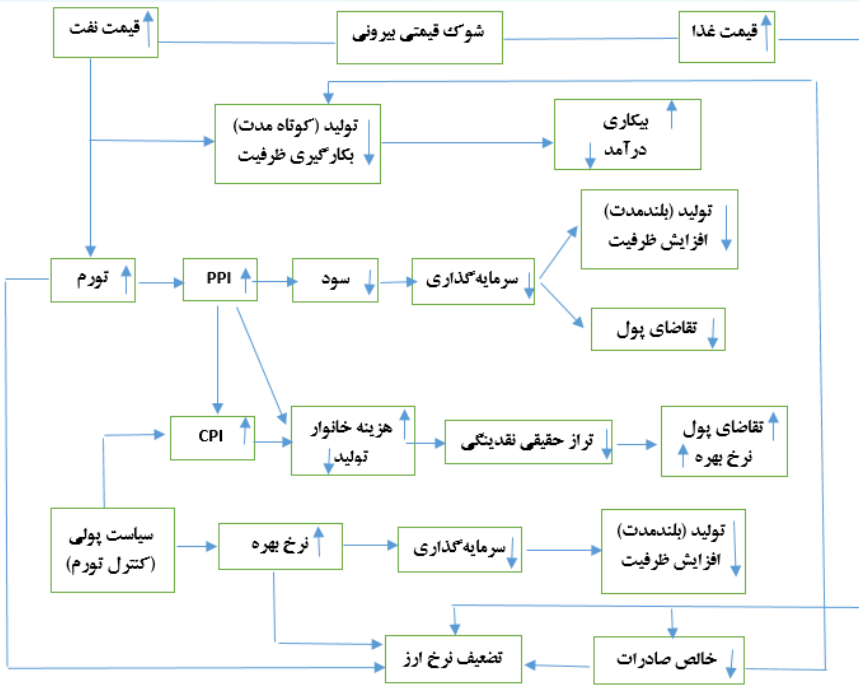 قیمت نفت
شوک قیمتی بیرونی
قیمت غذا
تولید (کوتاه مدت)
بکارگیری ظرفیت
بیکاری
درآمد
تولید (بلندمدت)
افزایش ظرفیت
تورم
PPI
سود
سرمایه‌گذاری
تقاضای پول
CPI
هزینه خانوار
تولید
تراز حقیقی نقدینگی
تقاضای پول
نرخ بهره
سیاست پولی
(کنترل تورم)
نرخ بهره
سرمایه‌گذاری
تولید (بلندمدت)
افزایش ظرفیت
تضعیف نرخ ارز
خالص صادرات